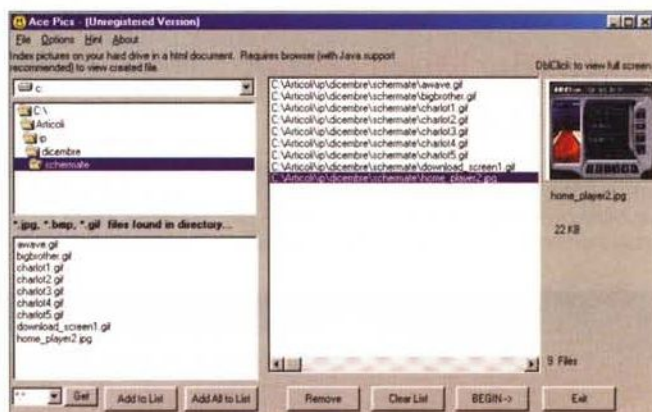 Ace Pics - (Unregistered Version)
File Options Hint About
Index pictures on your hard drive in a html document. Requires browser (with Java support
recommended) to view created file.
DblClick to view full screen
c:
C:\
Articoli
ip
dicembre
schermate
C:\Articoli\ip\dicembre\schermate\awave.gif
C:\Articoli\ip\dicembre\schermate\bigbrother.gif
C:\Articoli\ip\dicembre\schermate\charlot1.gif
C:\Articoli\ip\dicembre\schermate\charlot2.gif
C:\Articoli\ip\dicembre\schermate\charlot3.gif
C:\Articoli\ip\dicembre\schermate\charlot4.gif
C:\Articoli\ip\dicembre\schermate\charlot5.gif
C:\Articoli\ip\dicembre\schermate\download_screen1.gif
C:\Articoli\ip\dicembre\schermate\home_player2.jpg
home_player2.jpg
22 KB
9 Files
*.jpg, *.bmp, *.gif files found in directory...
awave.gif
bigbrother.gif
charlot1.gif
charlot2.gif
charlot3.gif
charlot4.gif
charlot5.gif
download_screen1.gif
home_player2.jpg
*.*
Get
Add to List
Add All to List
Remove
Clear List
BEGIN->
Exit